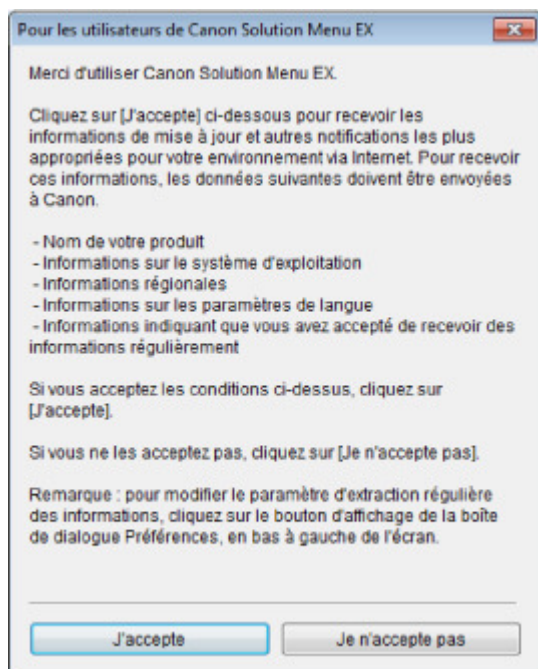 Pour les utilisateurs de Canon Solution Menu EX
Merci d'utiliser Canon Solution Menu EX.
Cliquez sur [J'accepte] ci-dessous pour recevoir les
informations de mise à jour et autres notifications les plus
appropriées pour votre environnement via Internet. Pour recevoir
ces informations, les données suivantes doivent être envoyées
à Canon.
- Nom de votre produit
- Informations sur le système d'exploitation
- Informations régionales
- Informations sur les paramètres de langue
- Informations indiquant que vous avez accepté de recevoir des
informations régulièrement
Si vous acceptez les conditions ci-dessus, cliquez sur
[J'accepte].
Si vous ne les acceptez pas, cliquez sur [Je n'accepte pas].
Remarque : pour modifier le paramètre d'extraction régulière
des informations, cliquez sur le bouton d'affichage de la boîte
de dialogue Préférences, en bas à gauche de l'écran.
J'accepte
Je n'accepte pas